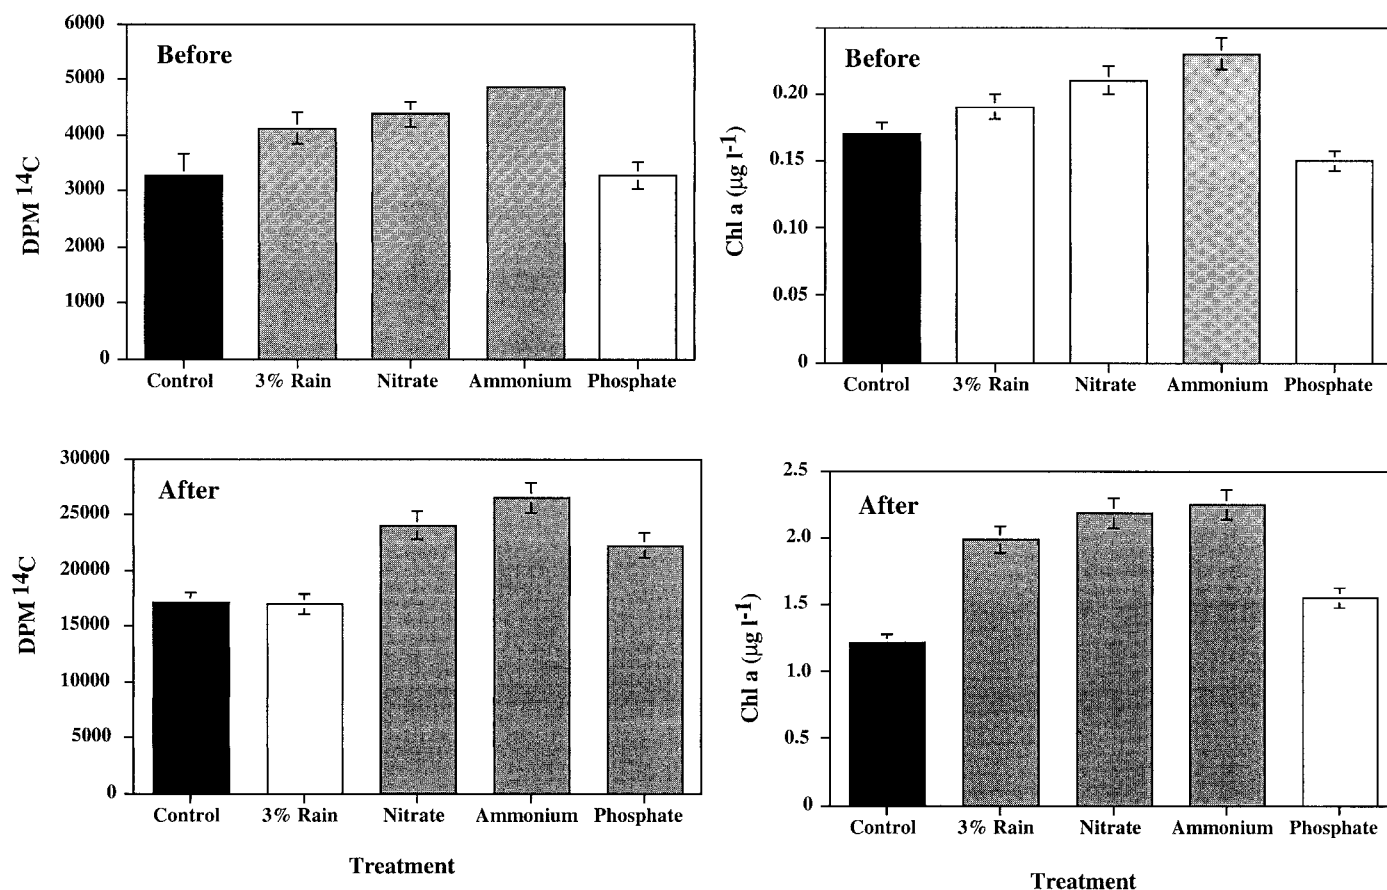 Before
DPM 14C
6000
5000
4000
3000
2000
1000
0
Control 3% Rain Nitrate Ammonium Phosphate
Before
Chl a (µg l-1)
0.20
0.15
0.10
0.05
0
Control 3% Rain Nitrate Ammonium Phosphate
After
DPM 14C
30000
25000
20000
15000
10000
5000
0
Control 3% Rain Nitrate Ammonium Phosphate
Treatment
After
Chl a (µg l-1)
2.5
2.0
1.5
1.0
0.5
0
Control 3% Rain Nitrate Ammonium Phosphate
Treatment